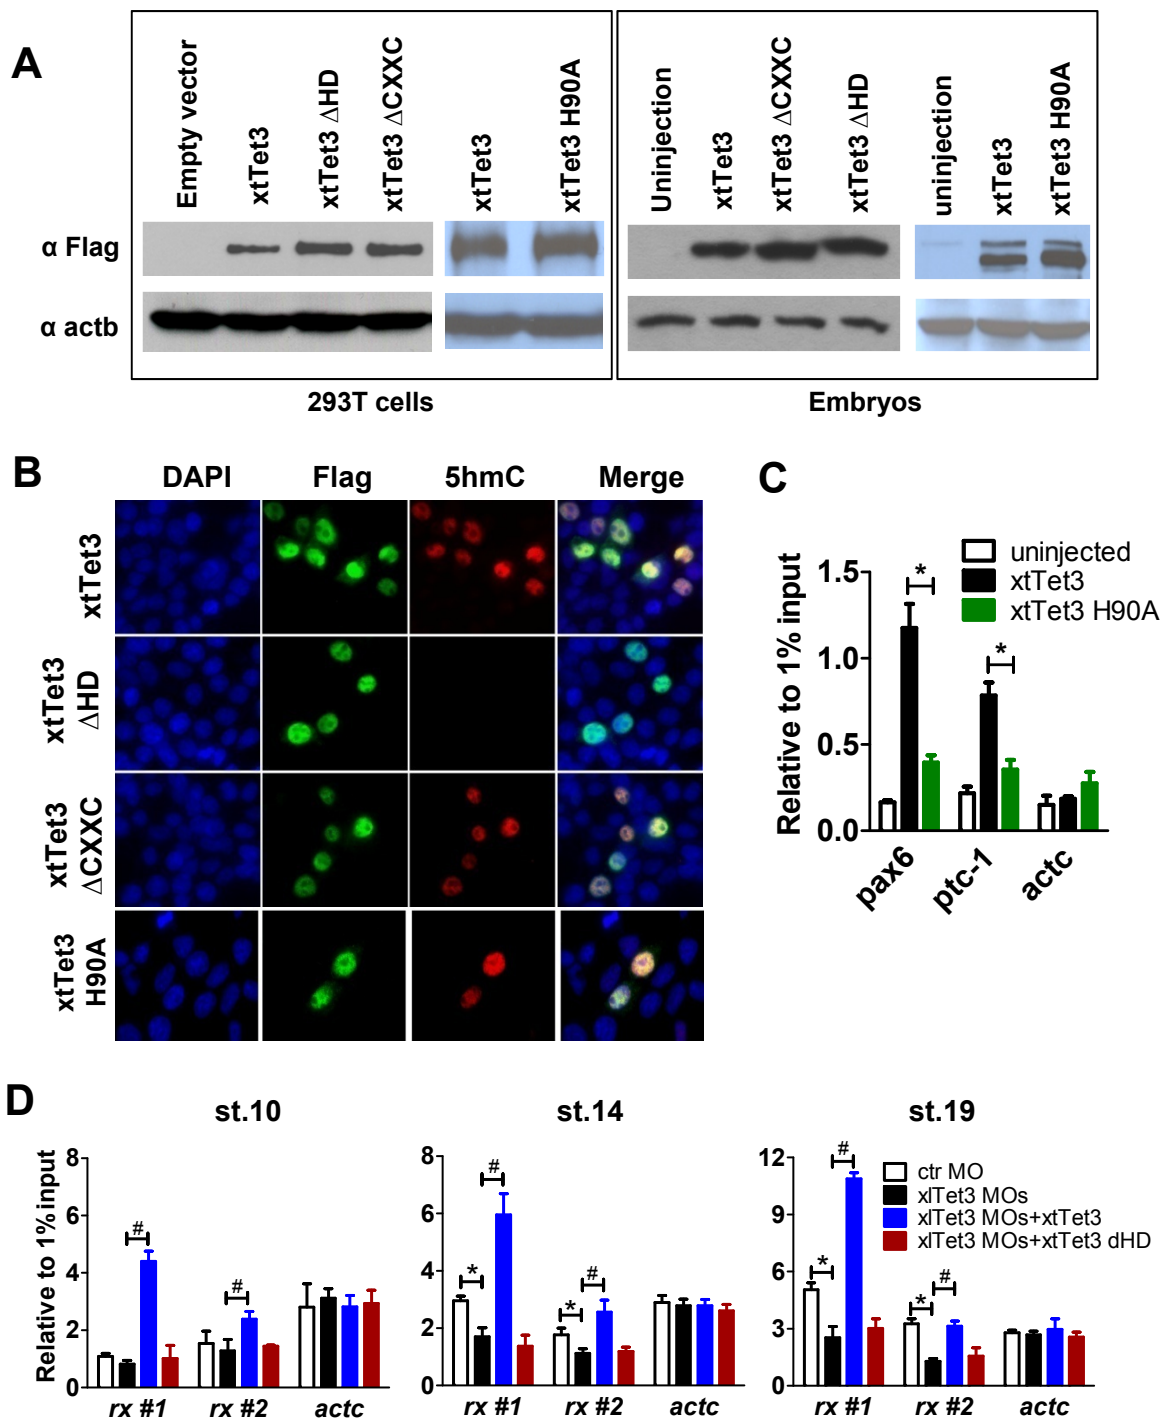 A
Empty vector
xtTet3
xtTet3 ΔHD
xtTet3 ΔCXXC
xtTet3
xtTet3 H90A
Uninjection
xtTet3
xtTet3 ΔCXXC
xtTet3 ΔHD
uninjection
xtTet3
xtTet3 H90A
α Flag
α actb
293T cells
Embryos
B
DAPI Flag 5hmC Merge
xtTet3
xtTet3
ΔHD
xtTet3
ΔCXXC
xtTet3
H90A
C
uninjected
xtTet3
xtTet3 H90A
Relative to 1% input
1.5
1.0
0.5
0.0
*
*
pax6 ptc-1 actc
D
st.10
Relative to 1% input
8
6
4
2
0
#
#
rx #1 rx #2 actc
st.14
8
6
4
2
0
*
#
*
#
rx #1 rx #2 actc
st.19
12
9
6
3
0
*
#
*
#
rx #1 rx #2 actc
ctr MO
xlTet3 MOs
xlTet3 MOs+xtTet3
xlTet3 MOs+xtTet3 dHD